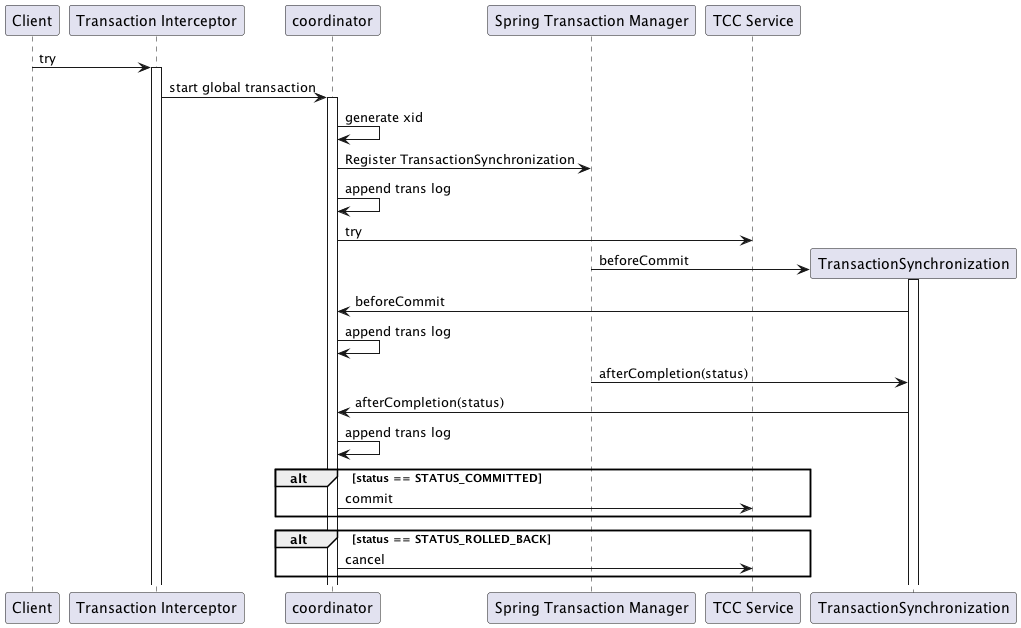 Client
Transaction Interceptor
coordinator
Spring Transaction Manager
TCC Service
try
start global transaction
generate xid
Register TransactionSynchronization
append trans log
try
beforeCommit
TransactionSynchronization
beforeCommit
append trans log
afterCompletion(status)
afterCompletion(status)
append trans log
alt [status == STATUS_COMMITTED]
commit
alt [status == STATUS_ROLLED_BACK]
cancel
Client
Transaction Interceptor
coordinator
Spring Transaction Manager
TCC Service
TransactionSynchronization